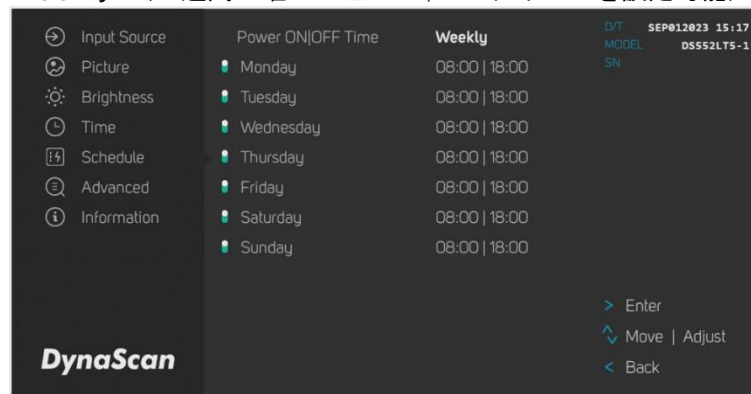 Input Source
Picture
Brightness
Time
Schedule
Advanced
Information
DynaScan
Power ON|OFF Time Weekly
Monday 08:00 | 18:00
Tuesday 08:00 | 18:00
Wednesday 08:00 | 18:00
Thursday 08:00 | 18:00
Friday 08:00 | 18:00
Saturday 08:00 | 18:00
Sunday 08:00 | 18:00
D/T SEP012023 15:17
MODEL DS552LT5-1
SN
> Enter
Move | Adjust
< Back